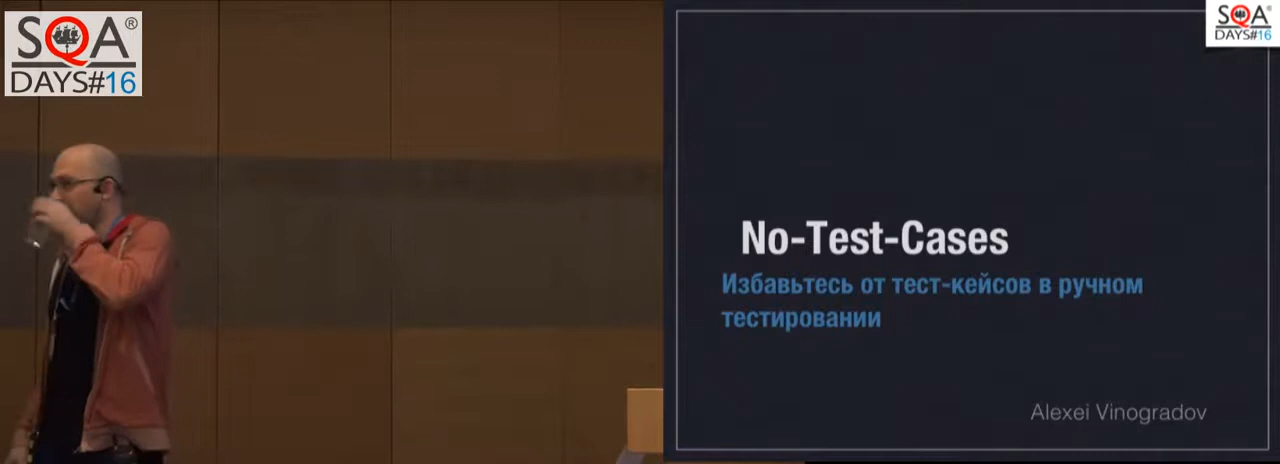 SQA®
DAYS#16
SQA®
DAYS#16
No-Test-Cases
Избавьтесь от тест-кейсов в ручном
тестировании
Alexei Vinogradov